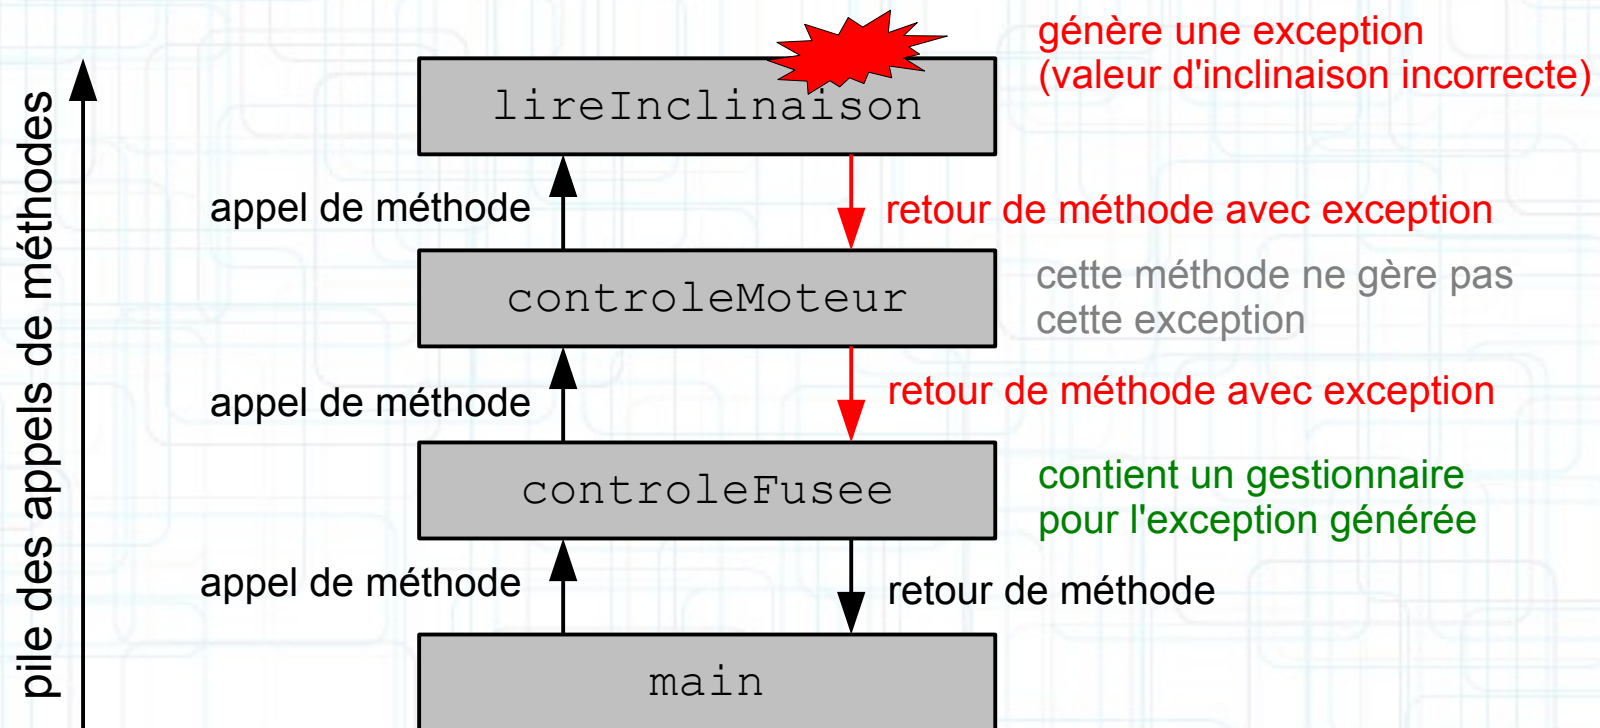 génère une exception
(valeur d'inclinaison incorrecte)
lireInclinaison
appel de méthode
retour de méthode avec exception
controleMoteur
cette méthode ne gère pas
cette exception
appel de méthode
retour de méthode avec exception
controleFusee
contient un gestionnaire
pour l'exception générée
appel de méthode
retour de méthode
main
pile des appels de méthodes